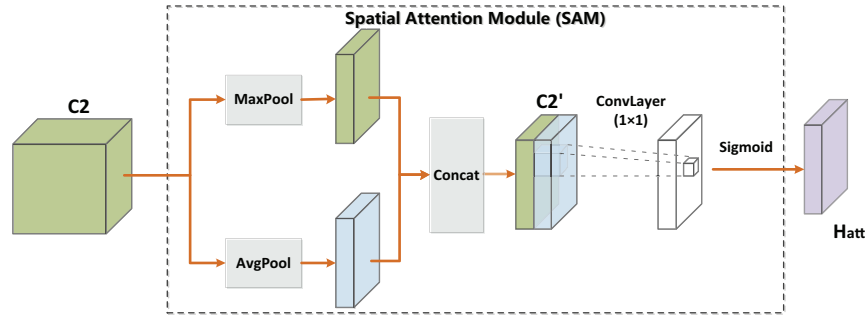 Spatial Attention Module (SAM)
C2
MaxPool
AvgPool
Concat
C2'
ConvLayer
(1×1)
Sigmoid
Hatt